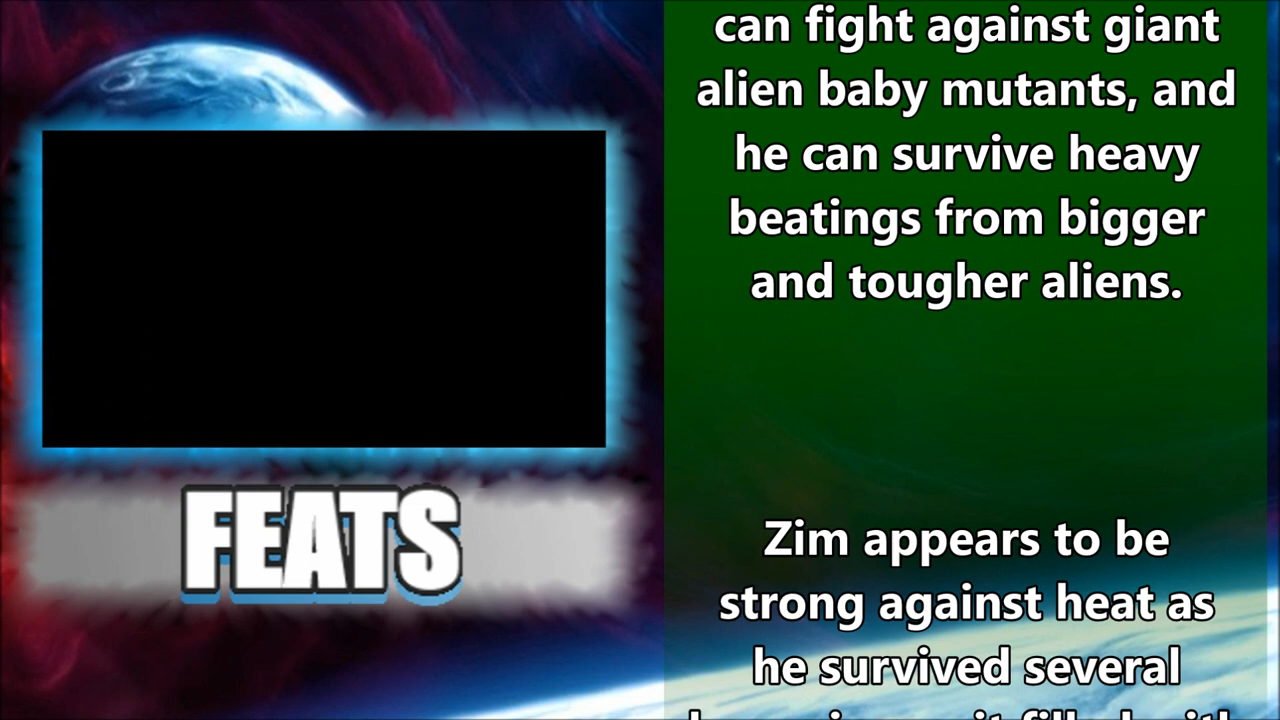 can fight against giant
alien baby mutants, and
he can survive heavy
beatings from bigger
and tougher aliens.
FEATS
Zim appears to be
strong against heat as
he survived several